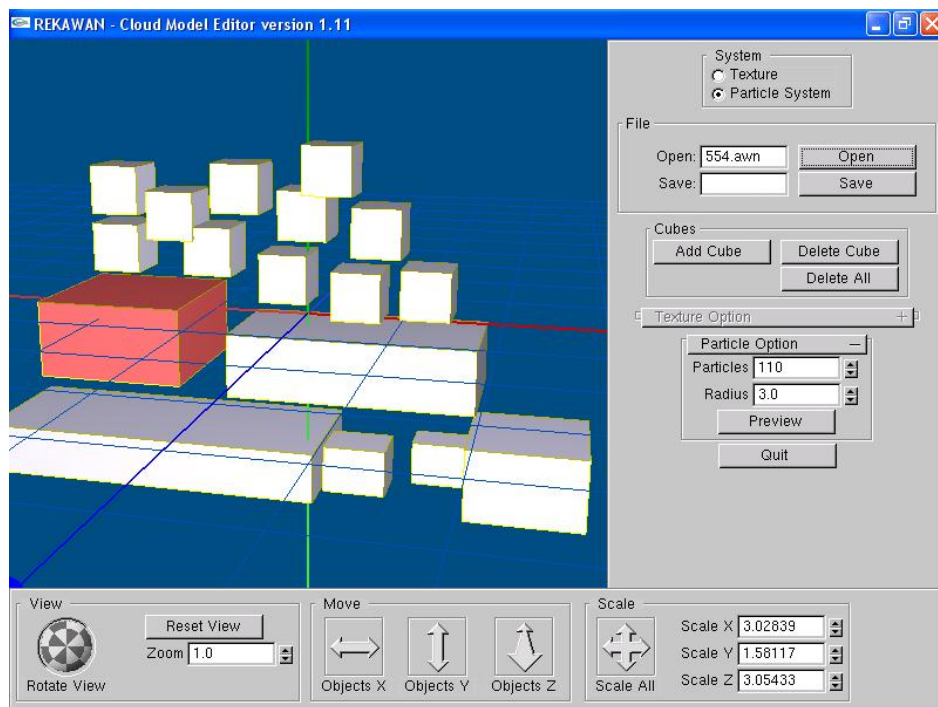 REKAWAN - Cloud Model Editor version 1.11
System
Texture
Particle System
File
Open: 554.awn Open
Save: Save
Cubes
Add Cube Delete Cube
Delete All
Texture Option +
Particle Option –
Particles 110
Radius 3.0
Preview
Quit
View
Reset View
Zoom 1.0
Rotate View
Move
Objects X Objects Y Objects Z
Scale
Scale All
Scale X 3.02839
Scale Y 1.58117
Scale Z 3.05433